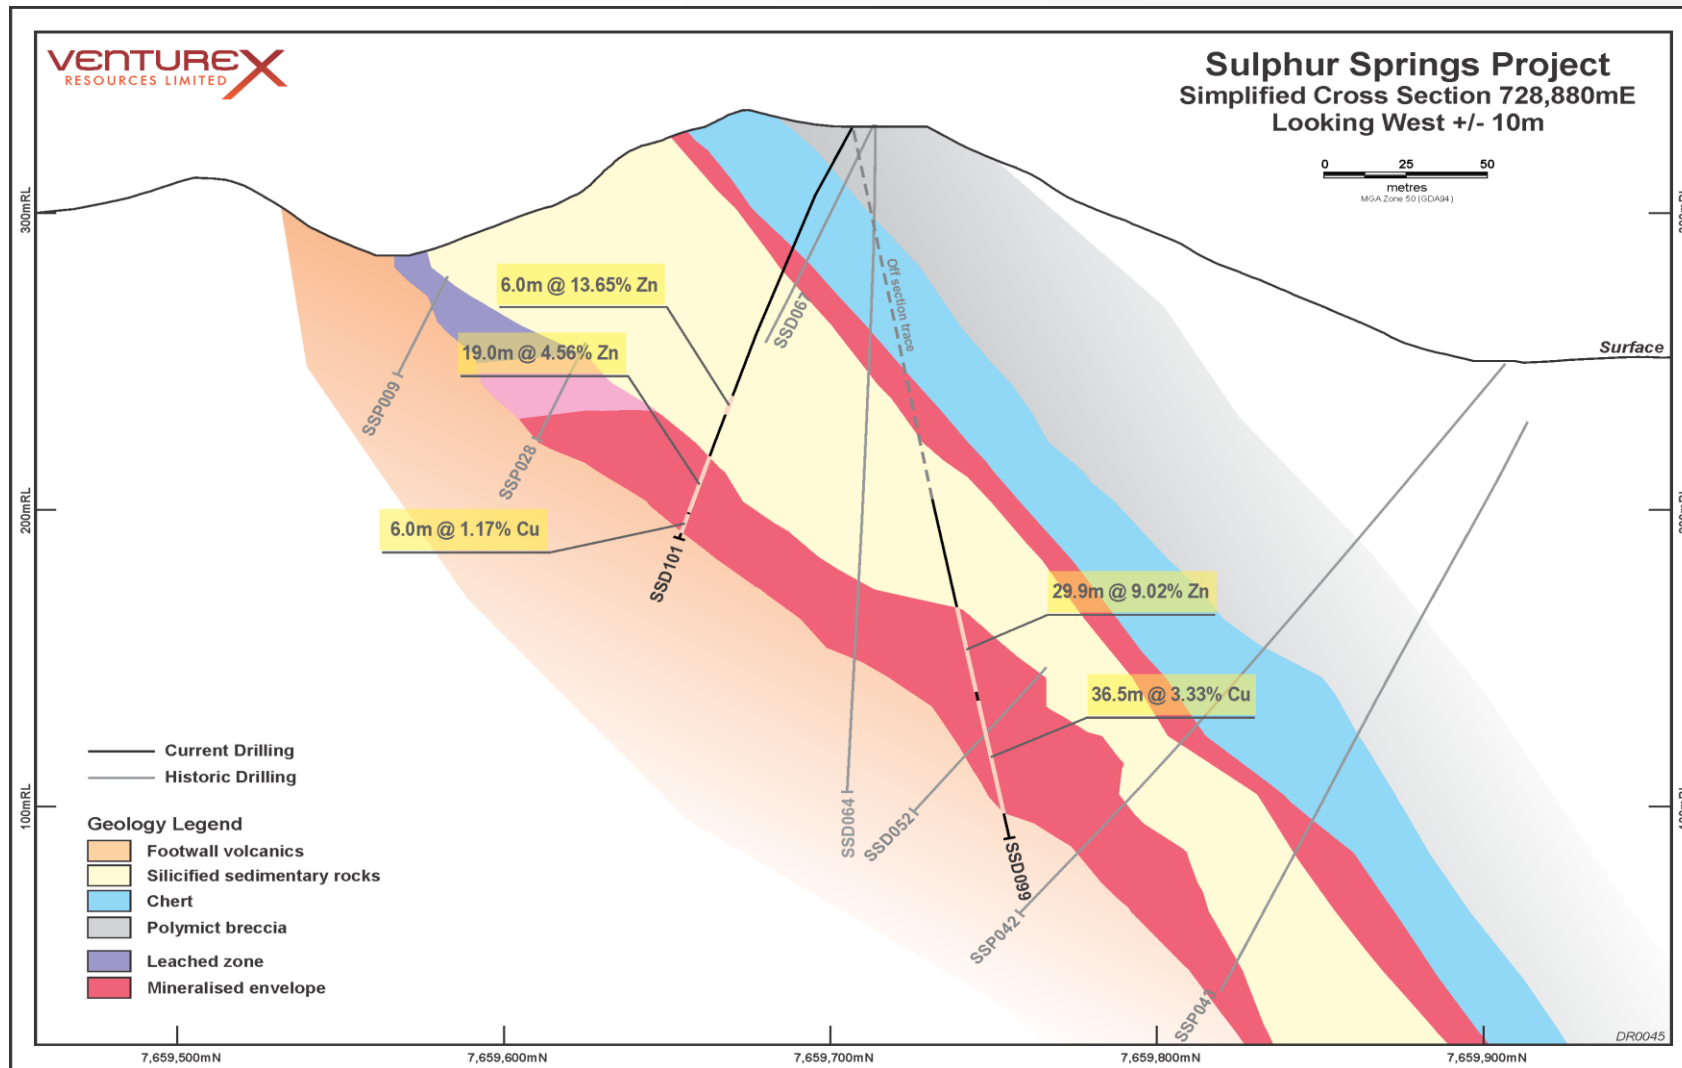 VENTUREX
RESOURCES LIMITED
Sulphur Springs Project
Simplified Cross Section 728,880mE
Looking West +/- 10m
0 25 50
metres
MGA Zone 50 (GDA94)
300mRL
200mRL
100mRL
Surface
6.0m @ 13.65% Zn
19.0m @ 4.56% Zn
6.0m @ 1.17% Cu
29.9m @ 9.02% Zn
36.5m @ 3.33% Cu
Off section trace
SSD067
SSP009
SSP028
SSD101
SSD064
SSD052
SSD099
SSP042
SSP043
Current Drilling
Historic Drilling
Geology Legend
Footwall volcanics
Silicified sedimentary rocks
Chert
Polymict breccia
Leached zone
Mineralised envelope
DR0045
7,659,500mN 7,659,600mN 7,659,700mN 7,659,800mN 7,659,900mN